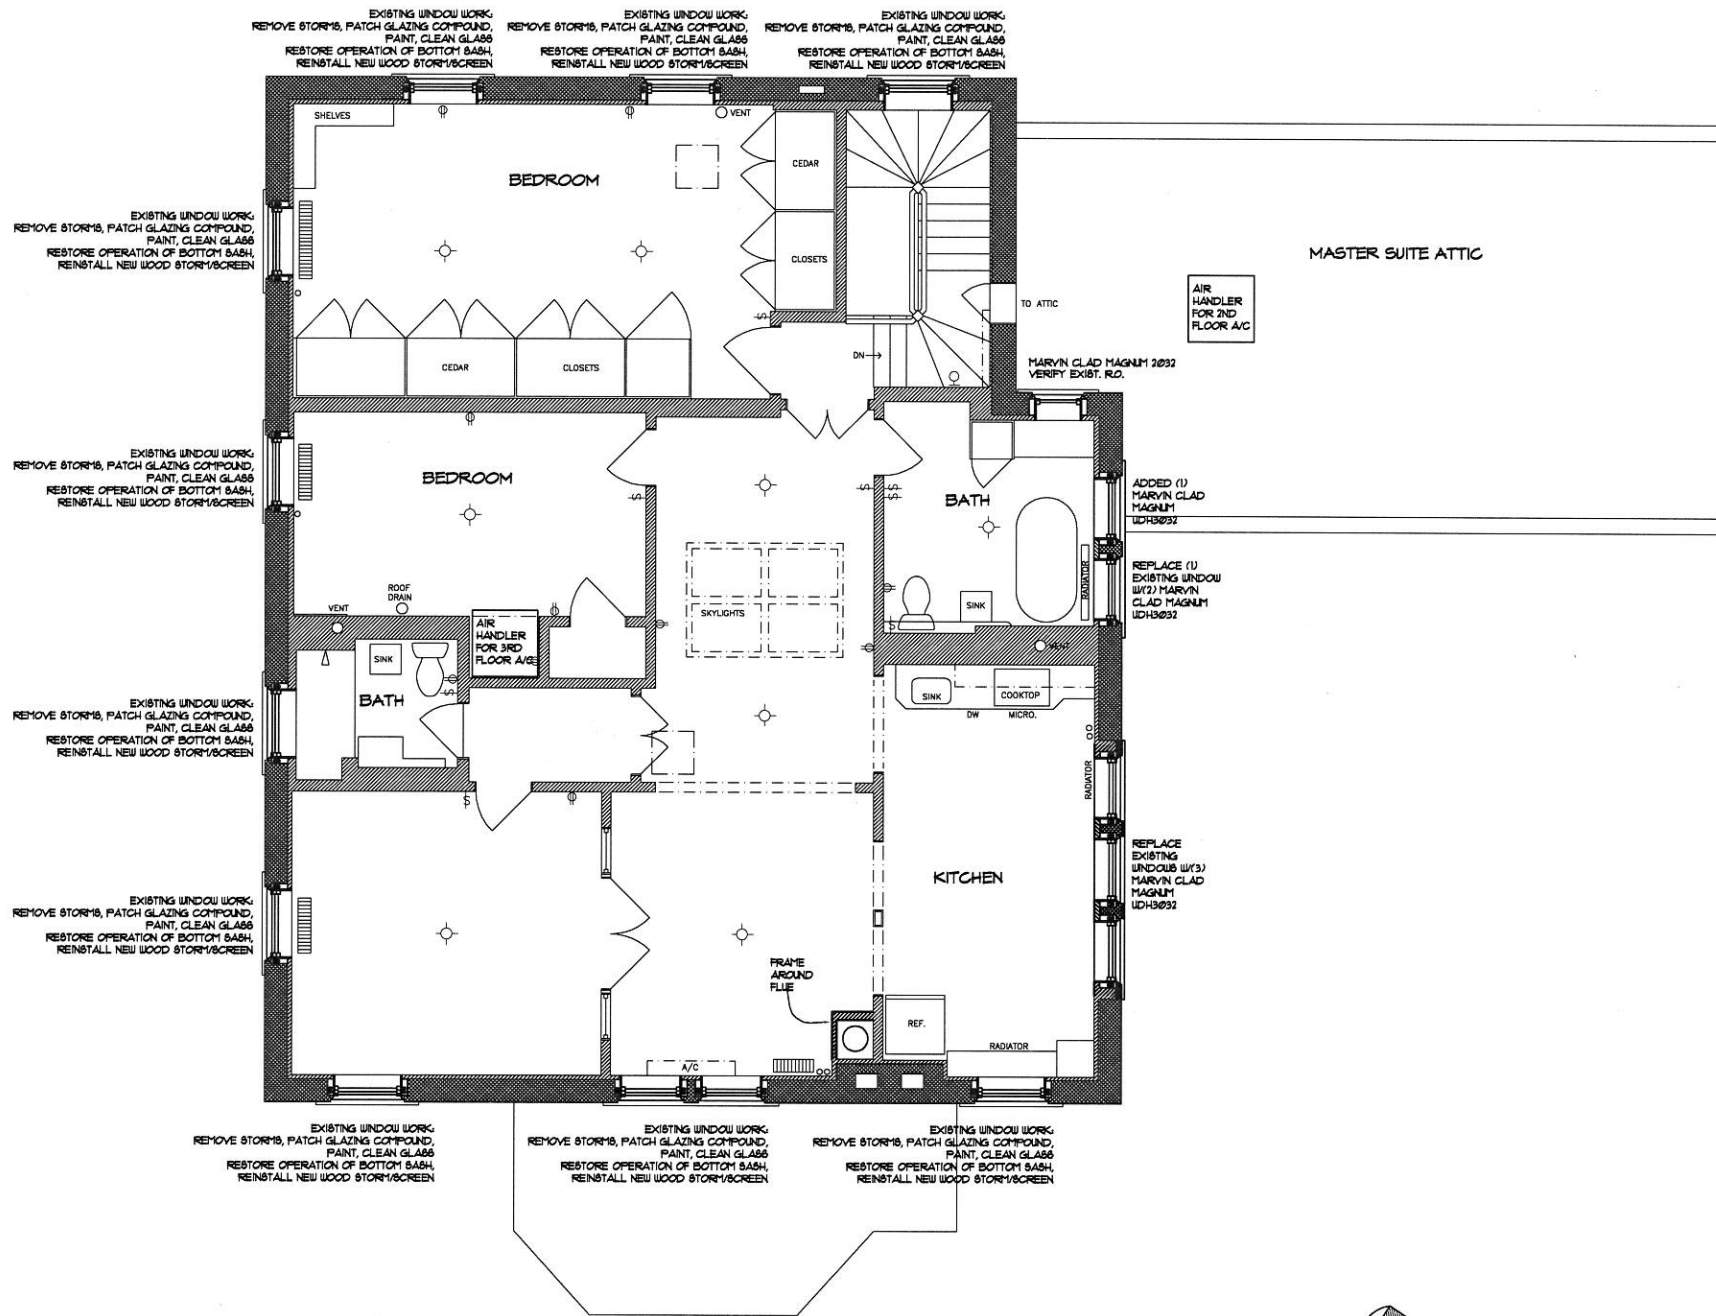 EXISTING WINDOW WORK:
REMOVE STORMS, PATCH GLAZING COMPOUND,
PAINT, CLEAN GLASS
RESTORE OPERATION OF BOTTOM SASH,
REINSTALL NEW WOOD STORM/SCREEN
EXISTING WINDOW WORK:
REMOVE STORMS, PATCH GLAZING COMPOUND,
PAINT, CLEAN GLASS
RESTORE OPERATION OF BOTTOM SASH,
REINSTALL NEW WOOD STORM/SCREEN
EXISTING WINDOW WORK:
REMOVE STORMS, PATCH GLAZING COMPOUND,
PAINT, CLEAN GLASS
RESTORE OPERATION OF BOTTOM SASH,
REINSTALL NEW WOOD STORM/SCREEN
SHELVES
VENT
BEDROOM
CEDAR
CLOSETS
EXISTING WINDOW WORK:
REMOVE STORMS, PATCH GLAZING COMPOUND,
PAINT, CLEAN GLASS
RESTORE OPERATION OF BOTTOM SASH,
REINSTALL NEW WOOD STORM/SCREEN
MASTER SUITE ATTIC
AIR
HANDLER
FOR 2ND
FLOOR A/C
TO ATTIC
S
DN
CEDAR
CLOSETS
MARVIN CLAD MAGNUM 2032
VERIFY EXIST. R.O.
EXISTING WINDOW WORK:
REMOVE STORMS, PATCH GLAZING COMPOUND,
PAINT, CLEAN GLASS
RESTORE OPERATION OF BOTTOM SASH,
REINSTALL NEW WOOD STORM/SCREEN
BEDROOM
S
S
S
S
BATH
ADDED (1)
MARVIN CLAD
MAGNUM
UDH3032
REPLACE (1)
EXISTING WINDOW
W/(2) MARVIN
CLAD MAGNUM
UDH3032
RADIATOR
SINK
S
SKYLIGHTS
ROOF
DRAIN
VENT
AIR
HANDLER
FOR 3RD
FLOOR A/C
SINK
S
BATH
VENT
SINK
COOKTOP
DW
MICRO.
EXISTING WINDOW WORK:
REMOVE STORMS, PATCH GLAZING COMPOUND,
PAINT, CLEAN GLASS
RESTORE OPERATION OF BOTTOM SASH,
REINSTALL NEW WOOD STORM/SCREEN
RADIATOR
S
REPLACE
EXISTING
WINDOWS W/(3)
MARVIN CLAD
MAGNUM
UDH3032
KITCHEN
EXISTING WINDOW WORK:
REMOVE STORMS, PATCH GLAZING COMPOUND,
PAINT, CLEAN GLASS
RESTORE OPERATION OF BOTTOM SASH,
REINSTALL NEW WOOD STORM/SCREEN
FRAME
AROUND
FLUE
REF.
RADIATOR
A/C
EXISTING WINDOW WORK:
REMOVE STORMS, PATCH GLAZING COMPOUND,
PAINT, CLEAN GLASS
RESTORE OPERATION OF BOTTOM SASH,
REINSTALL NEW WOOD STORM/SCREEN
EXISTING WINDOW WORK:
REMOVE STORMS, PATCH GLAZING COMPOUND,
PAINT, CLEAN GLASS
RESTORE OPERATION OF BOTTOM SASH,
REINSTALL NEW WOOD STORM/SCREEN
EXISTING WINDOW WORK:
REMOVE STORMS, PATCH GLAZING COMPOUND,
PAINT, CLEAN GLASS
RESTORE OPERATION OF BOTTOM SASH,
REINSTALL NEW WOOD STORM/SCREEN